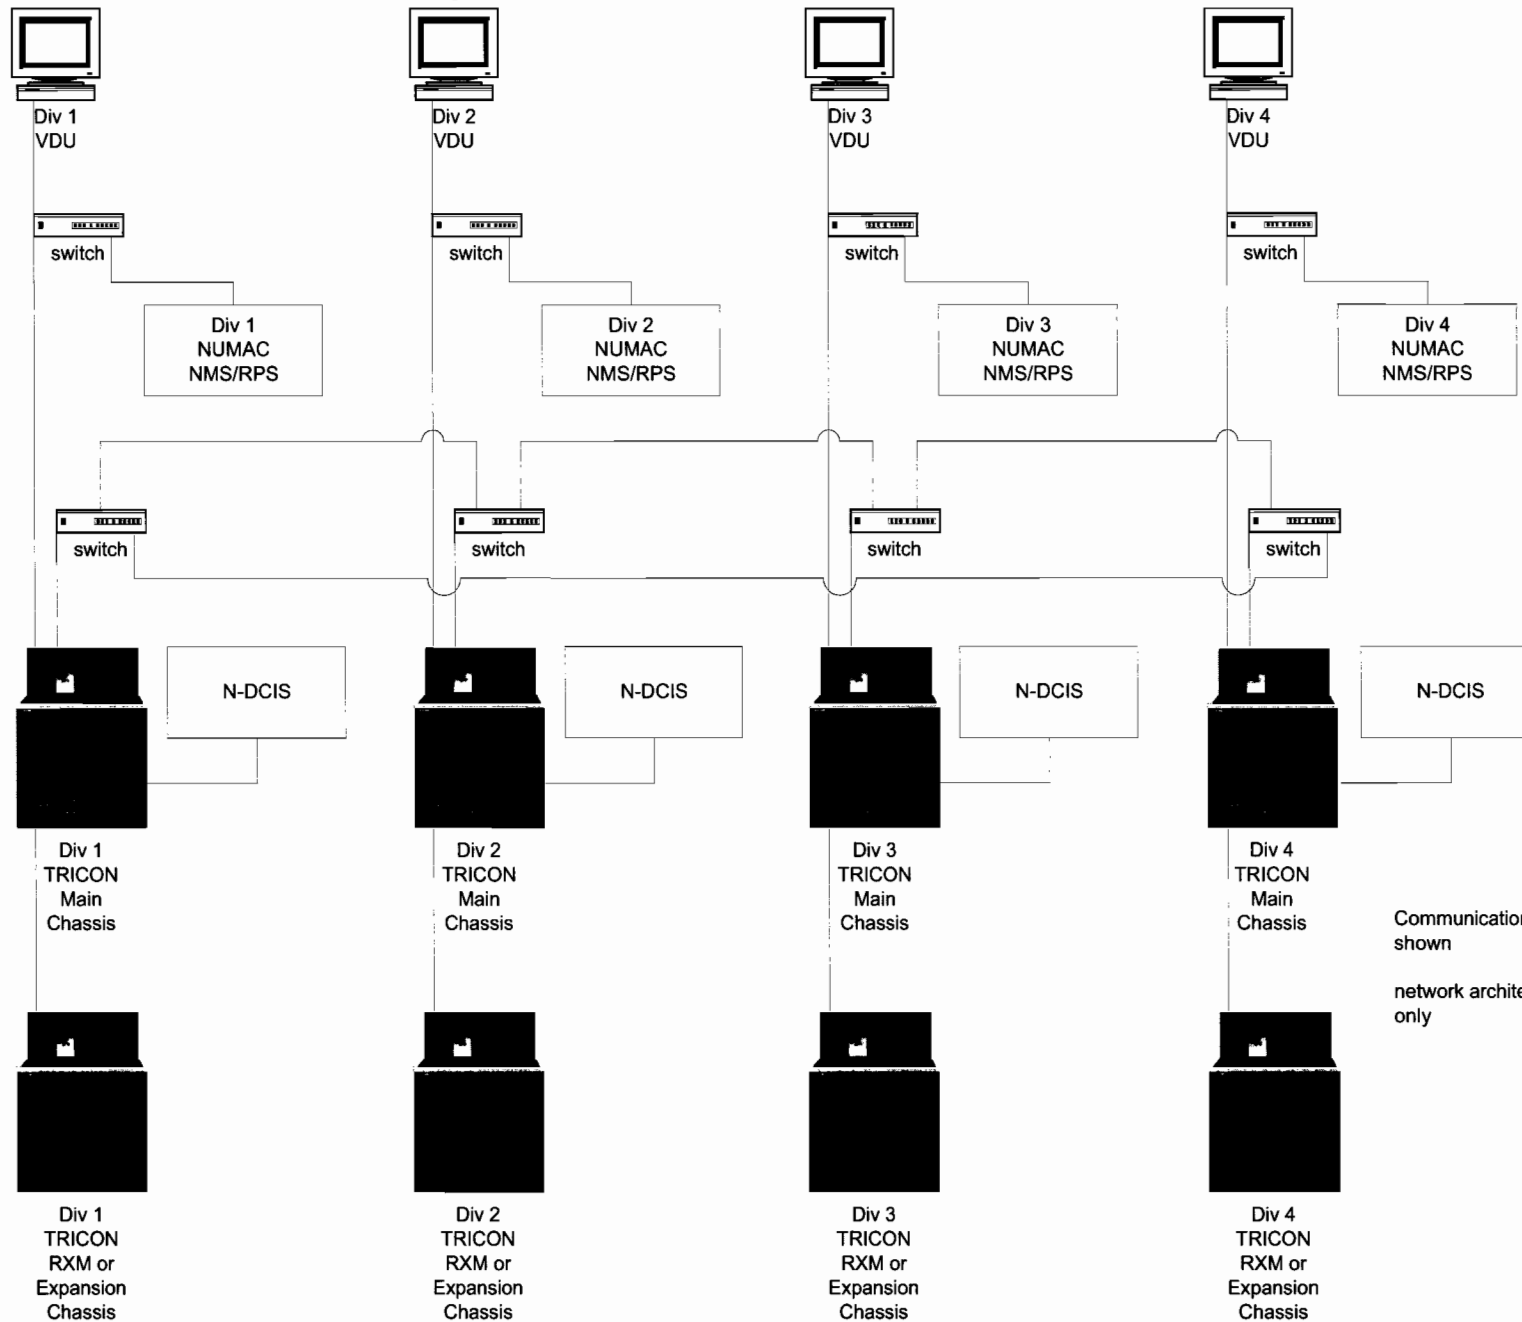 Div 1
VDU
Div 2
VDU
Div 3
VDU
Div 4
VDU
switch
switch
switch
switch
Div 1
NUMAC
NMS/RPS
Div 2
NUMAC
NMS/RPS
Div 3
NUMAC
NMS/RPS
Div 4
NUMAC
NMS/RPS
switch
switch
switch
switch
N-DCIS
N-DCIS
N-DCIS
N-DCIS
Div 1
TRICON
Main
Chassis
Div 2
TRICON
Main
Chassis
Div 3
TRICON
Main
Chassis
Div 4
TRICON
Main
Chassis
Communication
shown
network archite
only
Div 1
TRICON
RXM or
Expansion
Chassis
Div 2
TRICON
RXM or
Expansion
Chassis
Div 3
TRICON
RXM or
Expansion
Chassis
Div 4
TRICON
RXM or
Expansion
Chassis